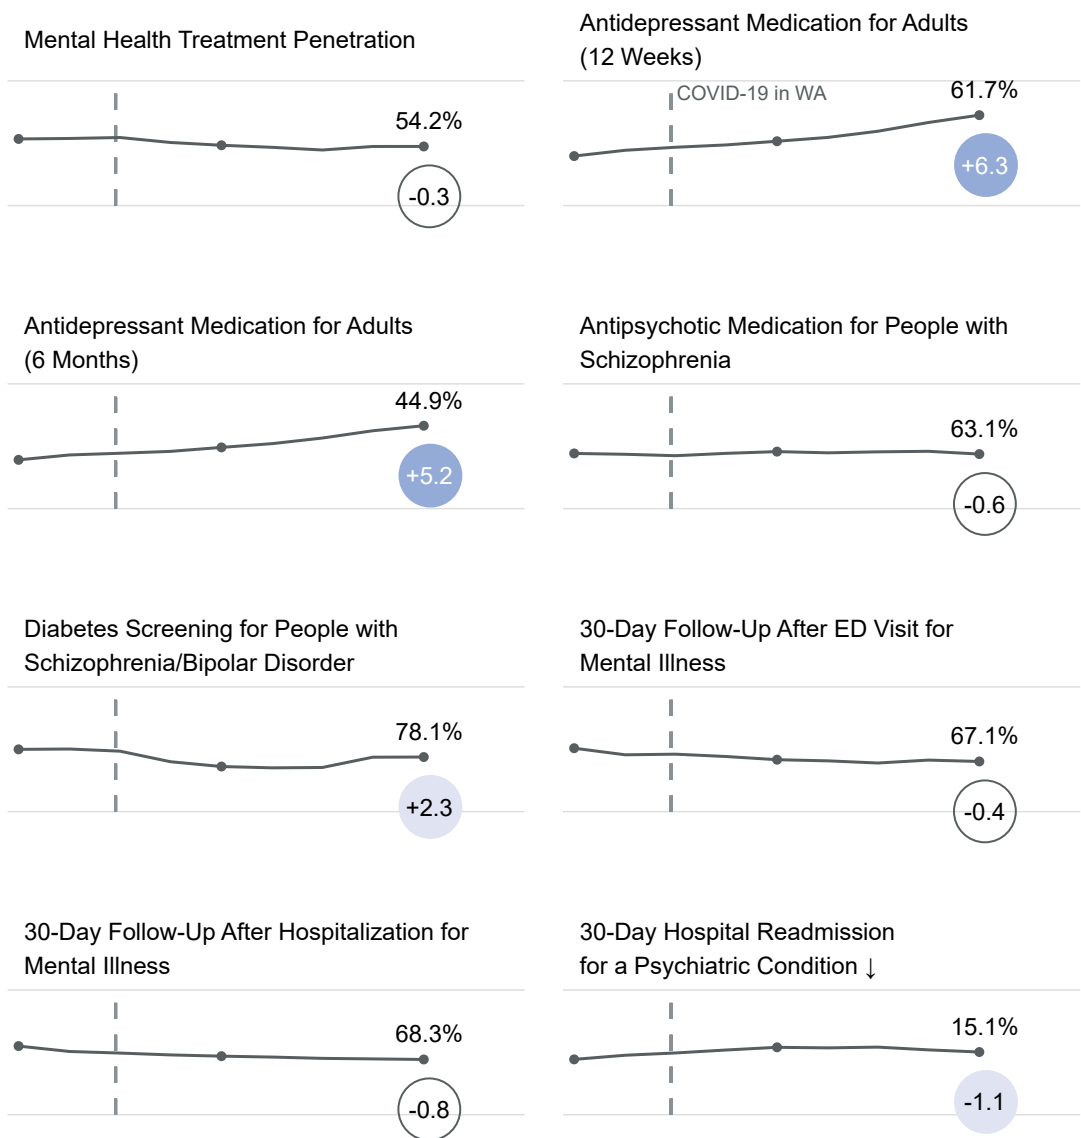 Mental Health Treatment Penetration
54.2%
-0.3
Antidepressant Medication for Adults
(12 Weeks)
COVID-19 in WA
61.7%
+6.3
Antidepressant Medication for Adults
(6 Months)
44.9%
+5.2
Antipsychotic Medication for People with
Schizophrenia
63.1%
-0.6
Diabetes Screening for People with
Schizophrenia/Bipolar Disorder
78.1%
+2.3
30-Day Follow-Up After ED Visit for
Mental Illness
67.1%
-0.4
30-Day Follow-Up After Hospitalization for
Mental Illness
68.3%
-0.8
30-Day Hospital Readmission
for a Psychiatric Condition ↓
15.1%
-1.1